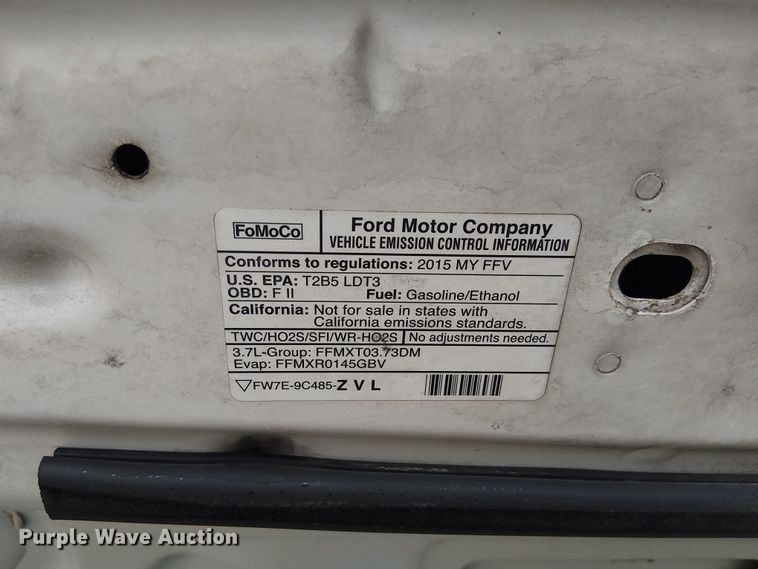 FoMoCo
Ford Motor Company
VEHICLE EMISSION CONTROL INFORMATION
Conforms to regulations: 2015 MY FFV
U.S. EPA: T2B5 LDT3
OBD: F II Fuel: Gasoline/Ethanol
California: Not for sale in states with
California emissions standards.
TWC/HO2S/SFI/WR-HO2S No adjustments needed.
3.7L-Group: FFMXT03.73DM
Evap: FFMXR0145GBV
FW7E-9C485-Z V L
Purple Wave Auction